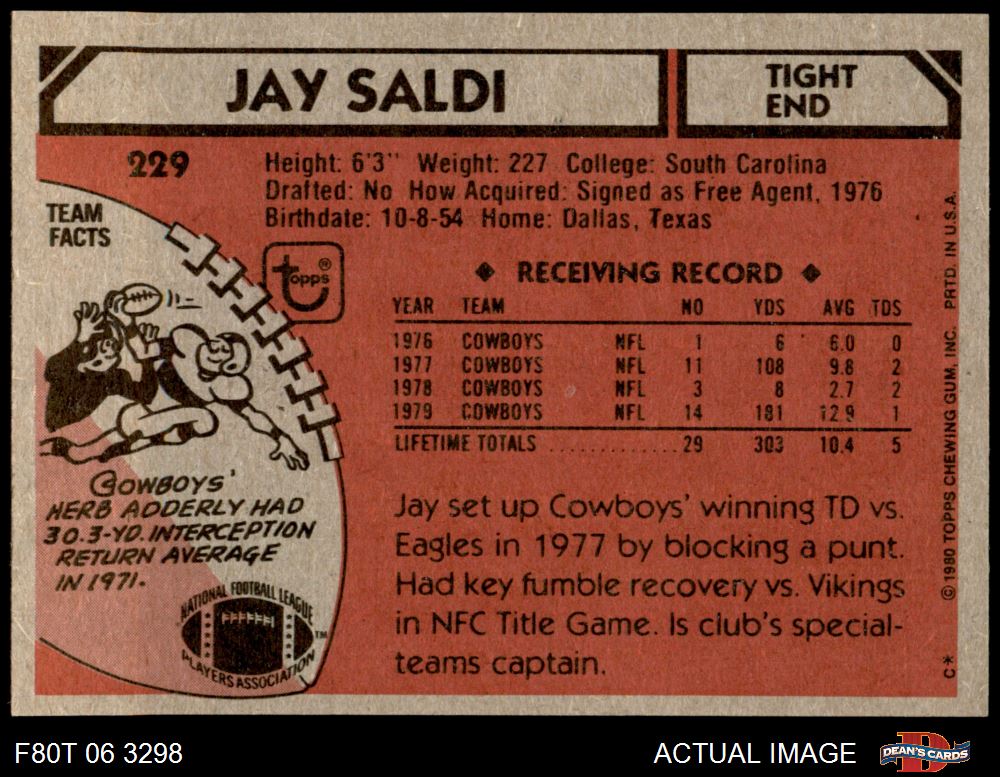 JAY SALDI
TIGHT
END
229
Height: 6'3" Weight: 227 College: South Carolina
Drafted: No How Acquired: Signed as Free Agent, 1976
Birthdate: 10-8-54 Home: Dallas, Texas
TEAM
FACTS
topps®
◆ RECEIVING RECORD ◆
YEAR TEAM NO YDS AVG TDS
1976 COWBOYS NFL 1 6 6.0 0
1977 COWBOYS NFL 11 108 9.8 2
1978 COWBOYS NFL 3 8 2.7 2
1979 COWBOYS NFL 14 181 12.9 1
LIFETIME TOTALS ............ 29 303 10.4 5
COWBOYS'
HERB ADDERLY HAD
30.3-YD. INTERCEPTION
RETURN AVERAGE
IN 1971.
NATIONAL FOOTBALL LEAGUE
PLAYERS ASSOCIATION
™
Jay set up Cowboys' winning TD vs.
Eagles in 1977 by blocking a punt.
Had key fumble recovery vs. Vikings
in NFC Title Game. Is club's special-
teams captain.
C* © 1980 TOPPS CHEWING GUM, INC. PRTD. IN U.S.A.
F80T 06 3298
ACTUAL IMAGE
D
DEAN'S CARDS